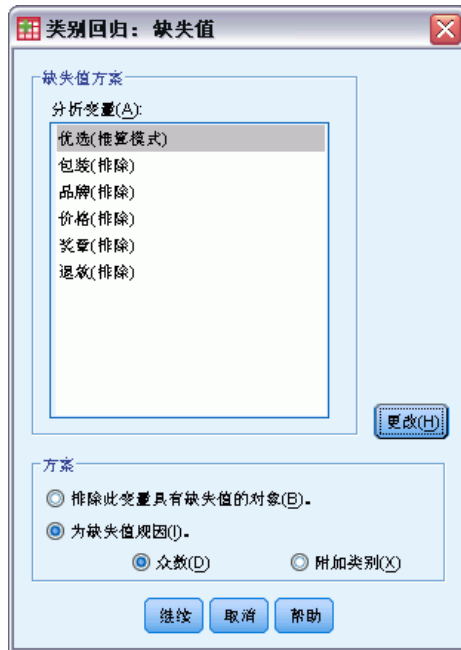 类别回归：缺失值
缺失值方案
分析变量(A):
优选(推算模式)
包装(排除)
品牌(排除)
价格(排除)
奖章(排除)
退款(排除)
更改(H)
方案
排除此变量具有缺失值的对象(B)。
为缺失值规因(I)。
众数(D)
附加类别(X)
继续
取消
帮助